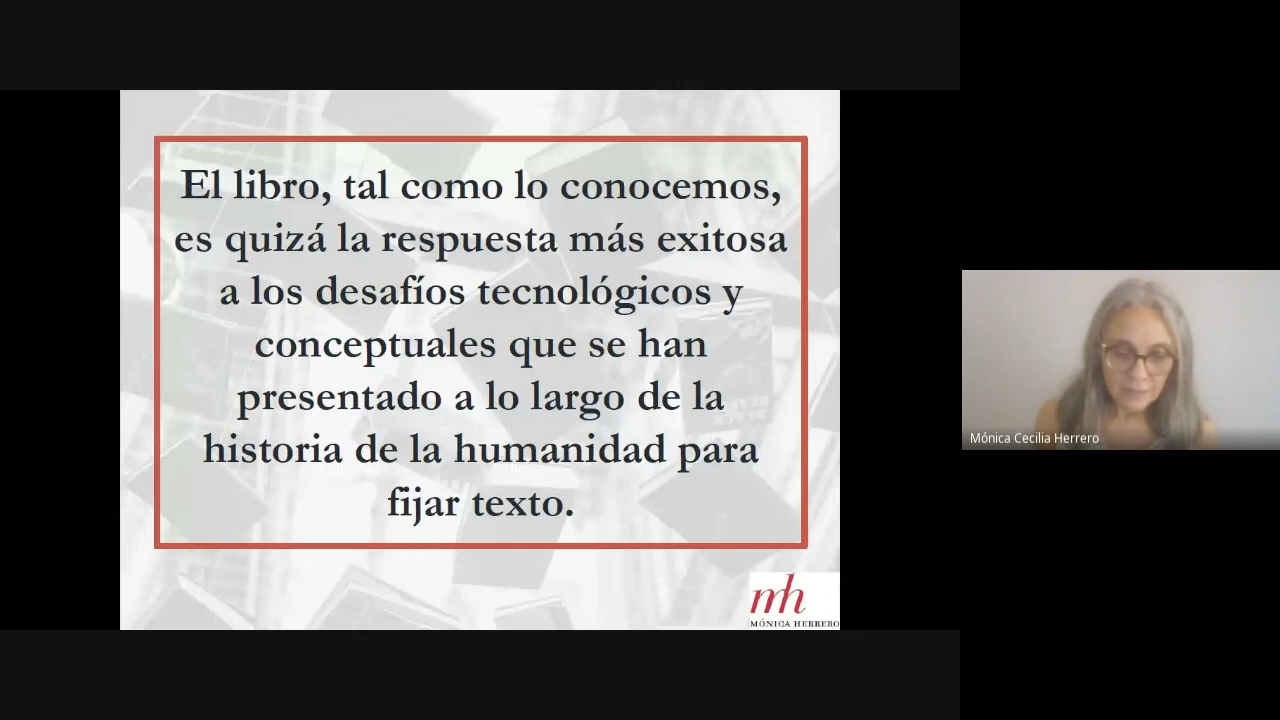 El libro, tal como lo conocemos,
es quizá la respuesta más exitosa
a los desafíos tecnológicos y
conceptuales que se han
presentado a lo largo de la
historia de la humanidad para
fijar texto.
mh
MÓNICA HERRERO
Mónica Cecilia Herrero